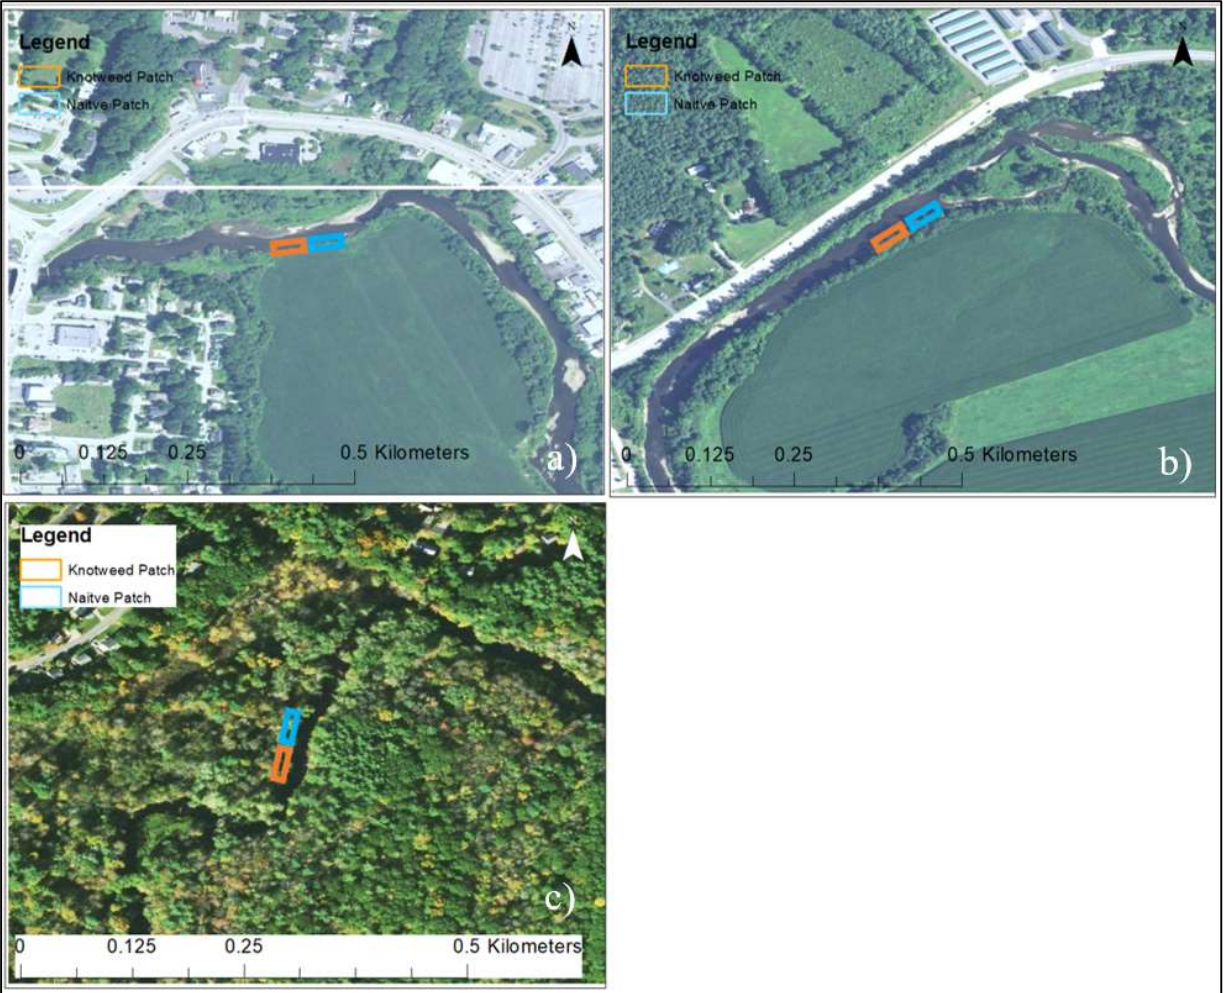 Legend
Knotweed Patch
Naitve Patch
0 0.125 0.25 0.5 Kilometers
a)
Legend
Knotweed Patch
Naitve Patch
0 0.125 0.25 0.5 Kilometers
b)
Legend
Knotweed Patch
Naitve Patch
c)
0 0.125 0.25 0.5 Kilometers